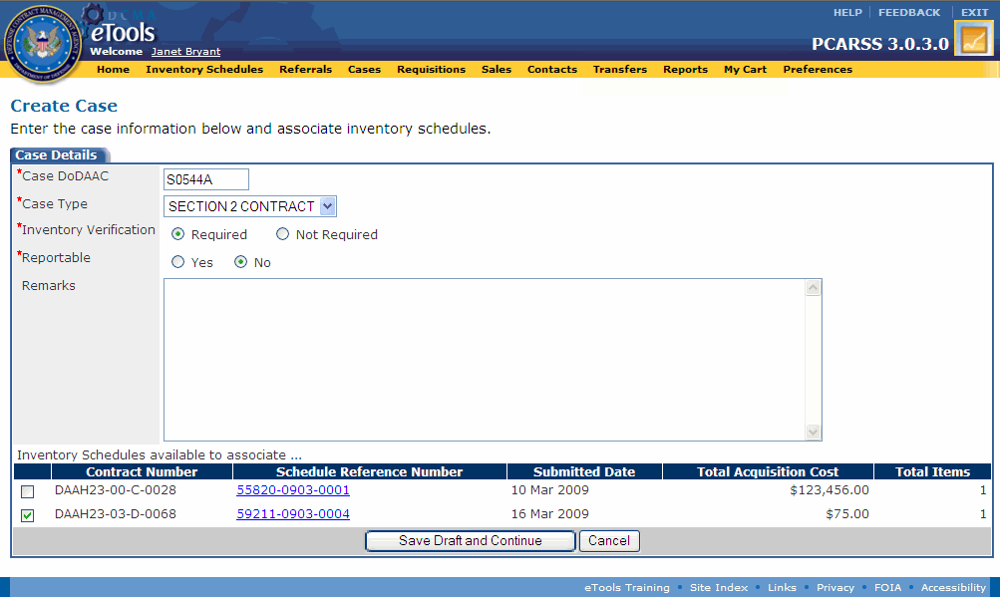 HELP FEEDBACK EXIT
DCMA
eTools
Welcome Janet Bryant
PCARSS 3.0.3.0
Home Inventory Schedules Referrals Cases Requisitions Sales Contacts Transfers Reports My Cart Preferences
Create Case
Enter the case information below and associate inventory schedules.
Case Details
*Case DoDAAC S0544A
*Case Type SECTION 2 CONTRACT
*Inventory Verification Required Not Required
*Reportable Yes No
Remarks
Inventory Schedules available to associate ...
Contract Number Schedule Reference Number Submitted Date Total Acquisition Cost Total Items
DAAH23-00-C-0028 55820-0903-0001 10 Mar 2009 $123,456.00 1
DAAH23-03-D-0068 59211-0903-0004 16 Mar 2009 $75.00 1
Save Draft and Continue Cancel
eTools Training • Site Index • Links • Privacy • FOIA • Accessibility